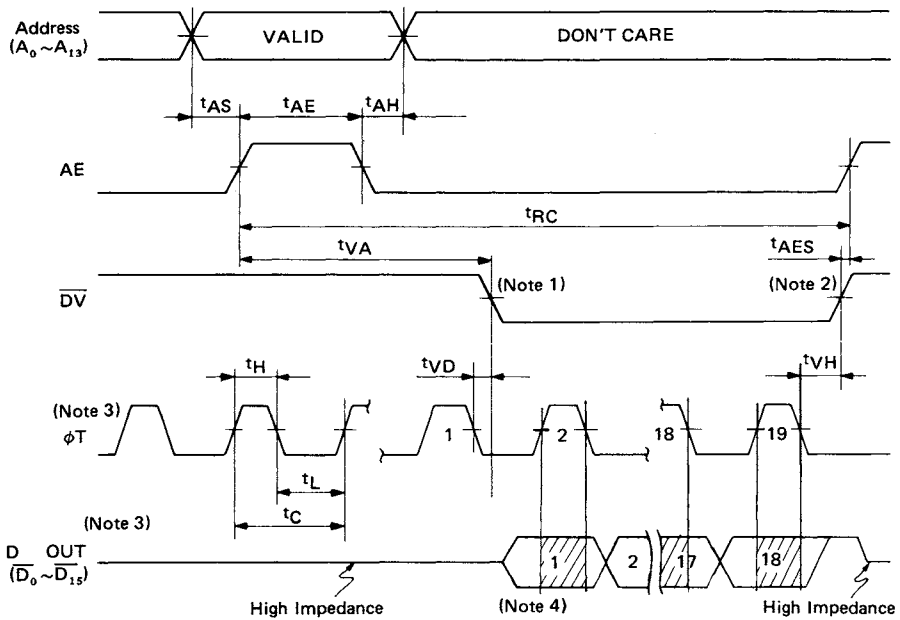 Address
(A0~A13)
VALID
DON'T CARE
tAS
tAE
tAH
AE
tRC
tVA
tAES
DV
(Note 1)
(Note 2)
tH
tVD
tVH
(Note 3)
φT
1
2
18
19
tL
tC
(Note 3)
D OUT
(D0~D15)
1
2
17
18
High Impedance
(Note 4)
High Impedance